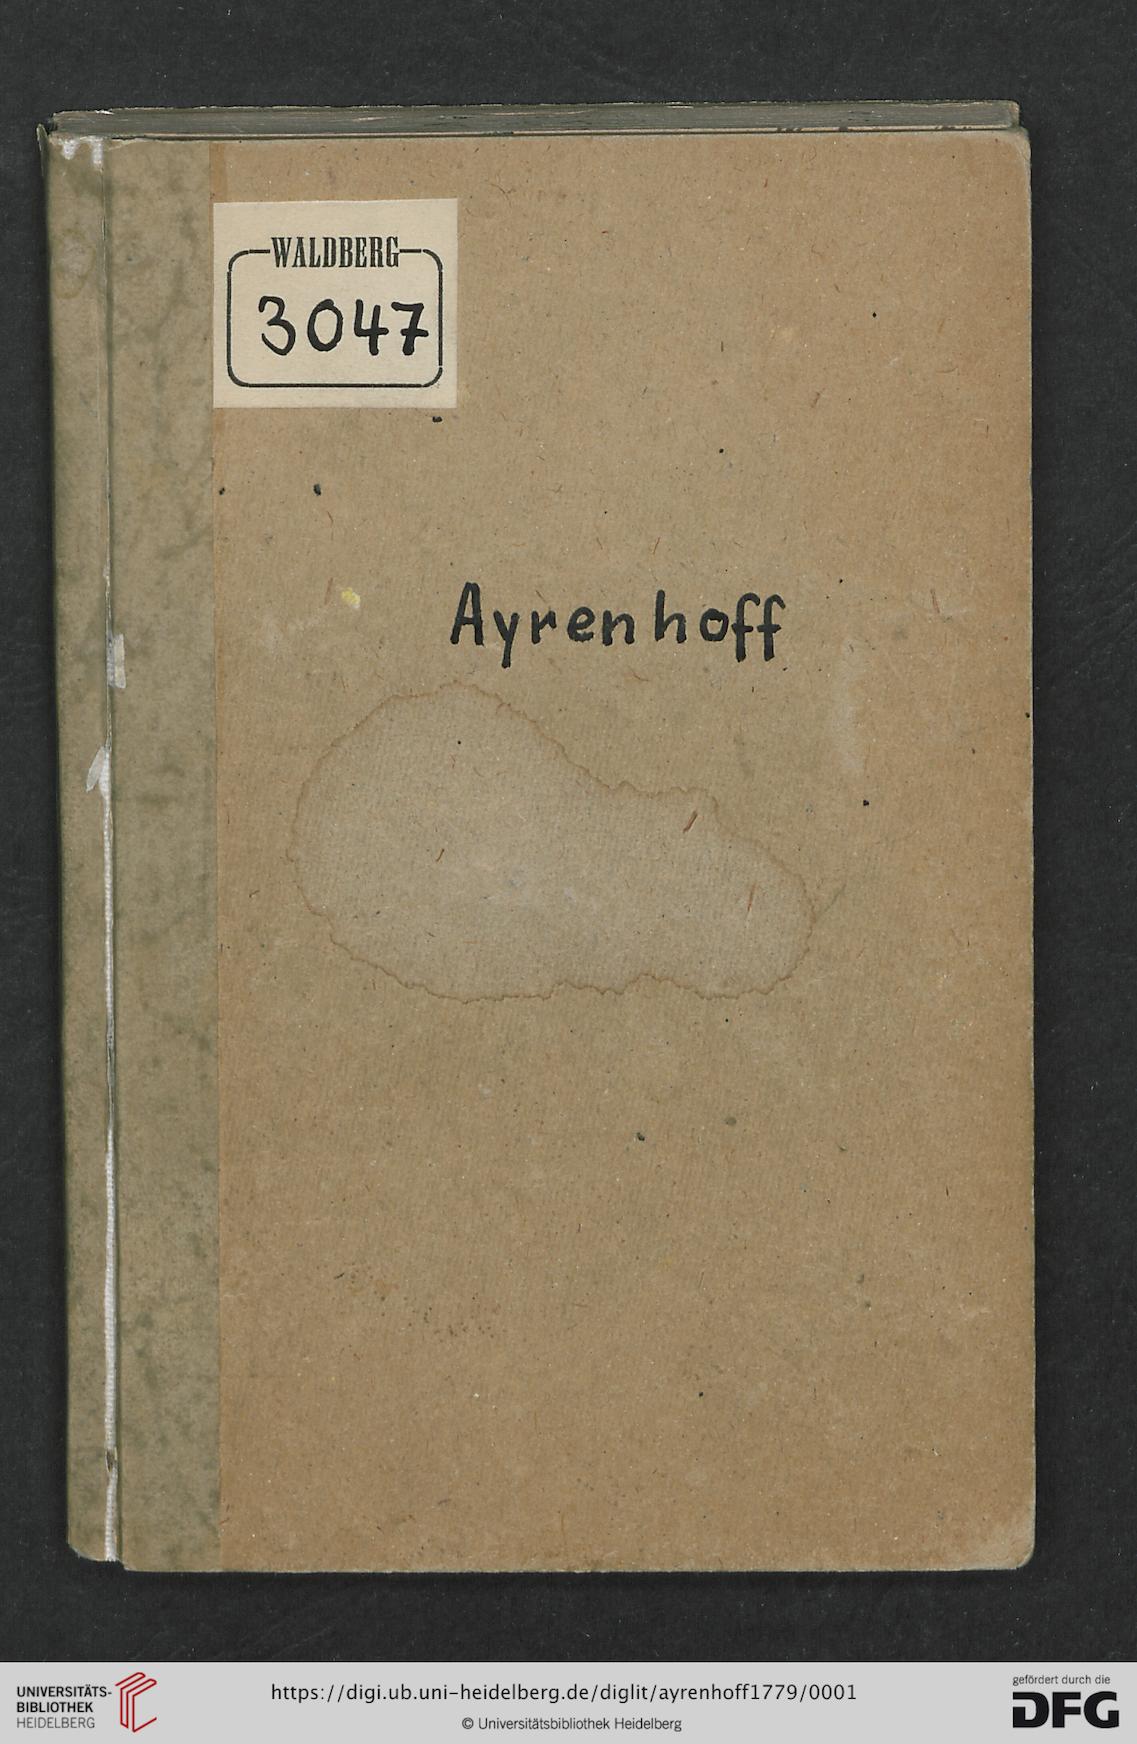 WALDBERG
3047
Ayrenhoff
UNIVERSITÄTS-
BIBLIOTHEK
HEIDELBERG
https://digi.ub.uni-heidelberg.de/diglit/ayrenhoff1779/0001
© Universitätsbibliothek Heidelberg
gefördert durch die
DFG